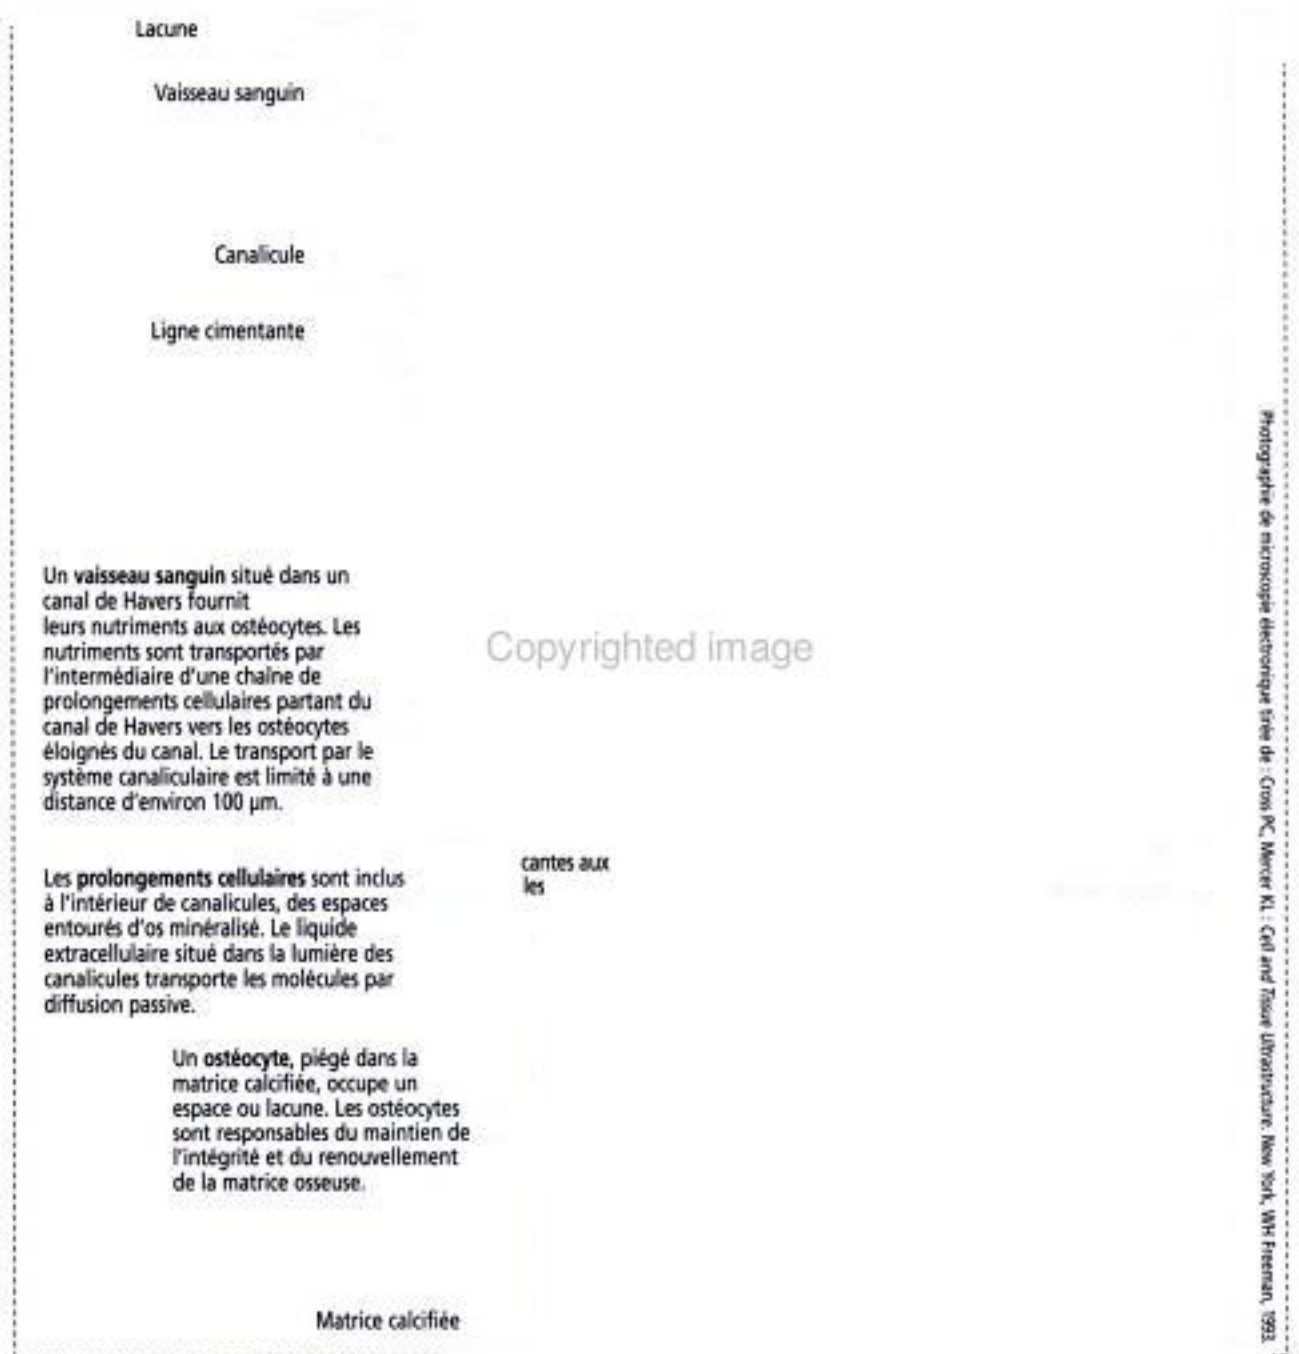 Lacune
Vaisseau sanguin
Canalicule
Ligne cimentante
Un vaisseau sanguin situé dans un
canal de Havers fournit
leurs nutriments aux ostéocytes. Les
nutriments sont transportés par
l'intermédiaire d'une chaîne de
prolongements cellulaires partant du
canal de Havers vers les ostéocytes
éloignés du canal. Le transport par le
système canaliculaire est limité à une
distance d'environ 100 µm.
Copyrighted image
cantes aux
les
Les prolongements cellulaires sont inclus
à l'intérieur de canalicules, des espaces
entourés d'os minéralisé. Le liquide
extracellulaire situé dans la lumière des
canalicules transporte les molécules par
diffusion passive.
Un ostéocyte, piégé dans la
matrice calcifiée, occupe un
espace ou lacune. Les ostéocytes
sont responsables du maintien de
l'intégrité et du renouvellement
de la matrice osseuse.
Matrice calcifiée
Photographie de microscopie électronique tirée de : Cross PC, Mercer KL : Cell and Tissue Ultrastructure. New York, WH Freeman, 1993.